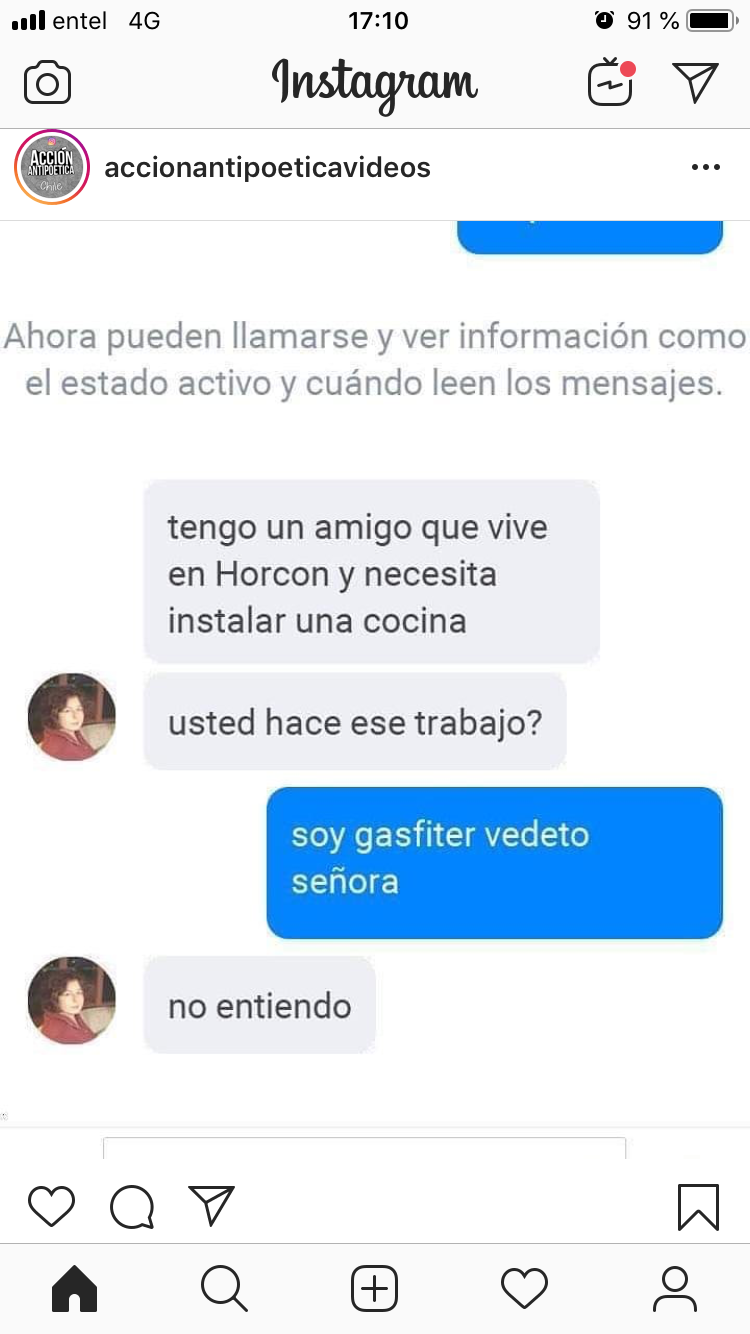 entel 4G 17:10 91 %
Instagram
ACCIÓN
ANTIPOÉTICA
Chile
accionantipoeticavideos
Ahora pueden llamarse y ver información como
el estado activo y cuándo leen los mensajes.
tengo un amigo que vive
en Horcon y necesita
instalar una cocina
usted hace ese trabajo?
soy gasfiter vedeto
señora
no entiendo